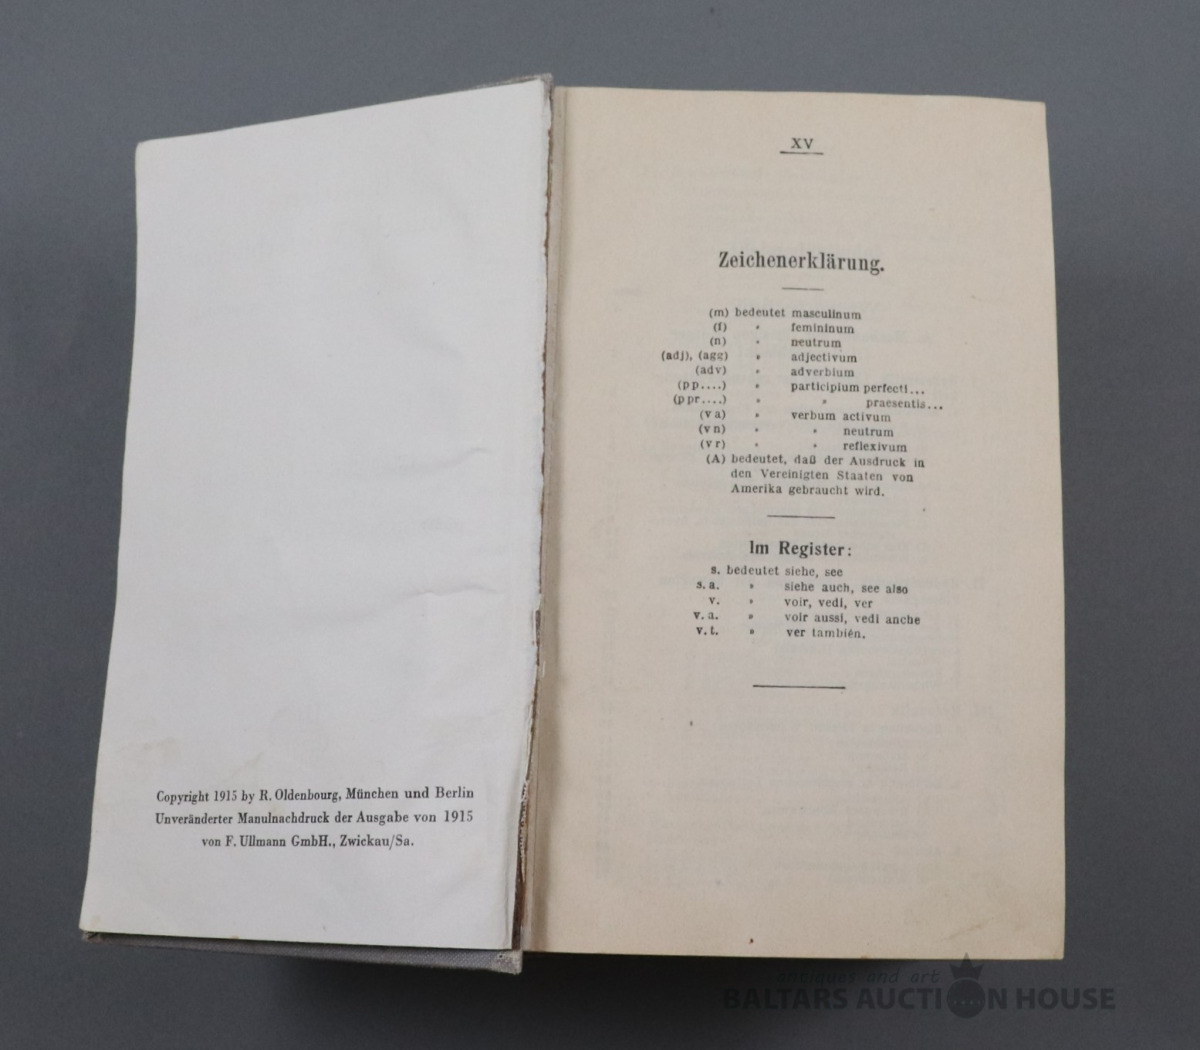 Copyright 1915 by R. Oldenbourg, München und Berlin
Unveränderter Manulnachdruck der Ausgabe von 1915
von F. Ullmann GmbH., Zwickau/Sa.
XV
Zeichenerklärung.
(m) bedeutet masculinum
(f) " femininum
(n) " neutrum
(adj), (agg) " adjectivum
(adv) " adverbium
(pp....) " participium perfecti...
(ppr....) " " praesentis...
(va) " verbum activum
(vn) " " neutrum
(vr) " " reflexivum
(A) bedeutet, daß der Ausdruck in
den Vereinigten Staaten von
Amerika gebraucht wird.
Im Register:
s. bedeutet siehe, see
s. a. " siehe auch, see also
v. " voir, vedi, ver
v. a. " voir aussi, vedi anche
v. t. " ver también.
antiques and art
BALTARS AUCTION HOUSE